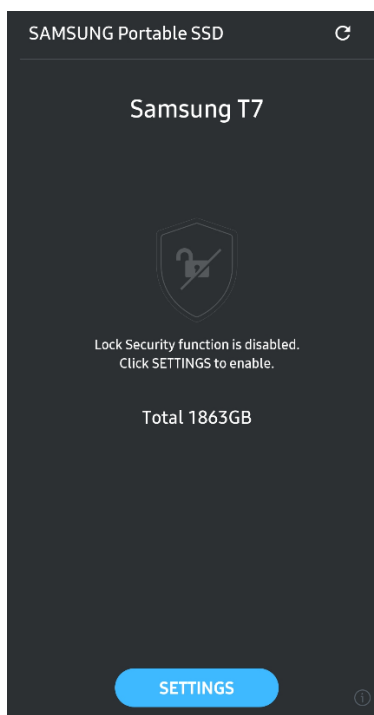 SAMSUNG Portable SSD
Samsung T7
Lock Security function is disabled.
Click SETTINGS to enable.
Total 1863GB
SETTINGS